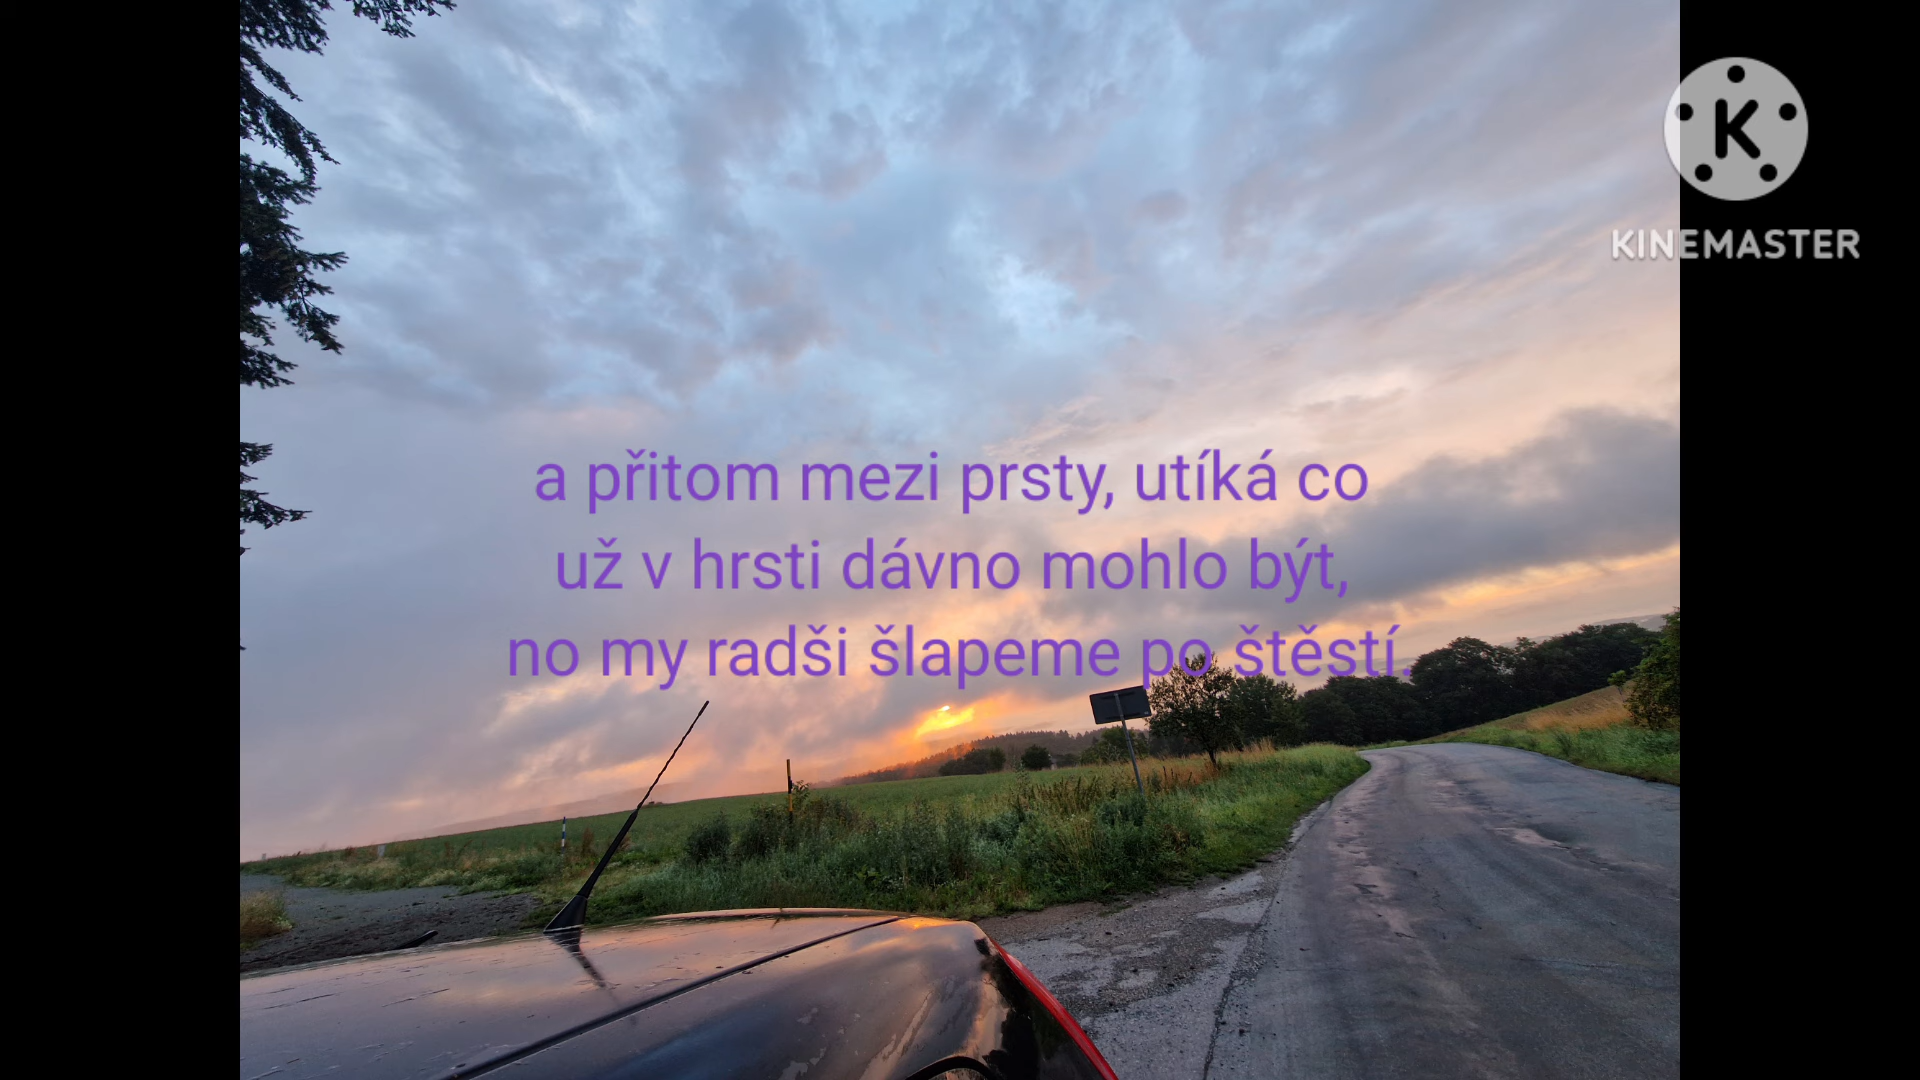 KINEMASTER
a přitom mezi prsty, utíká co
už v hrsti dávno mohlo být,
no my radši šlapeme po štěstí.